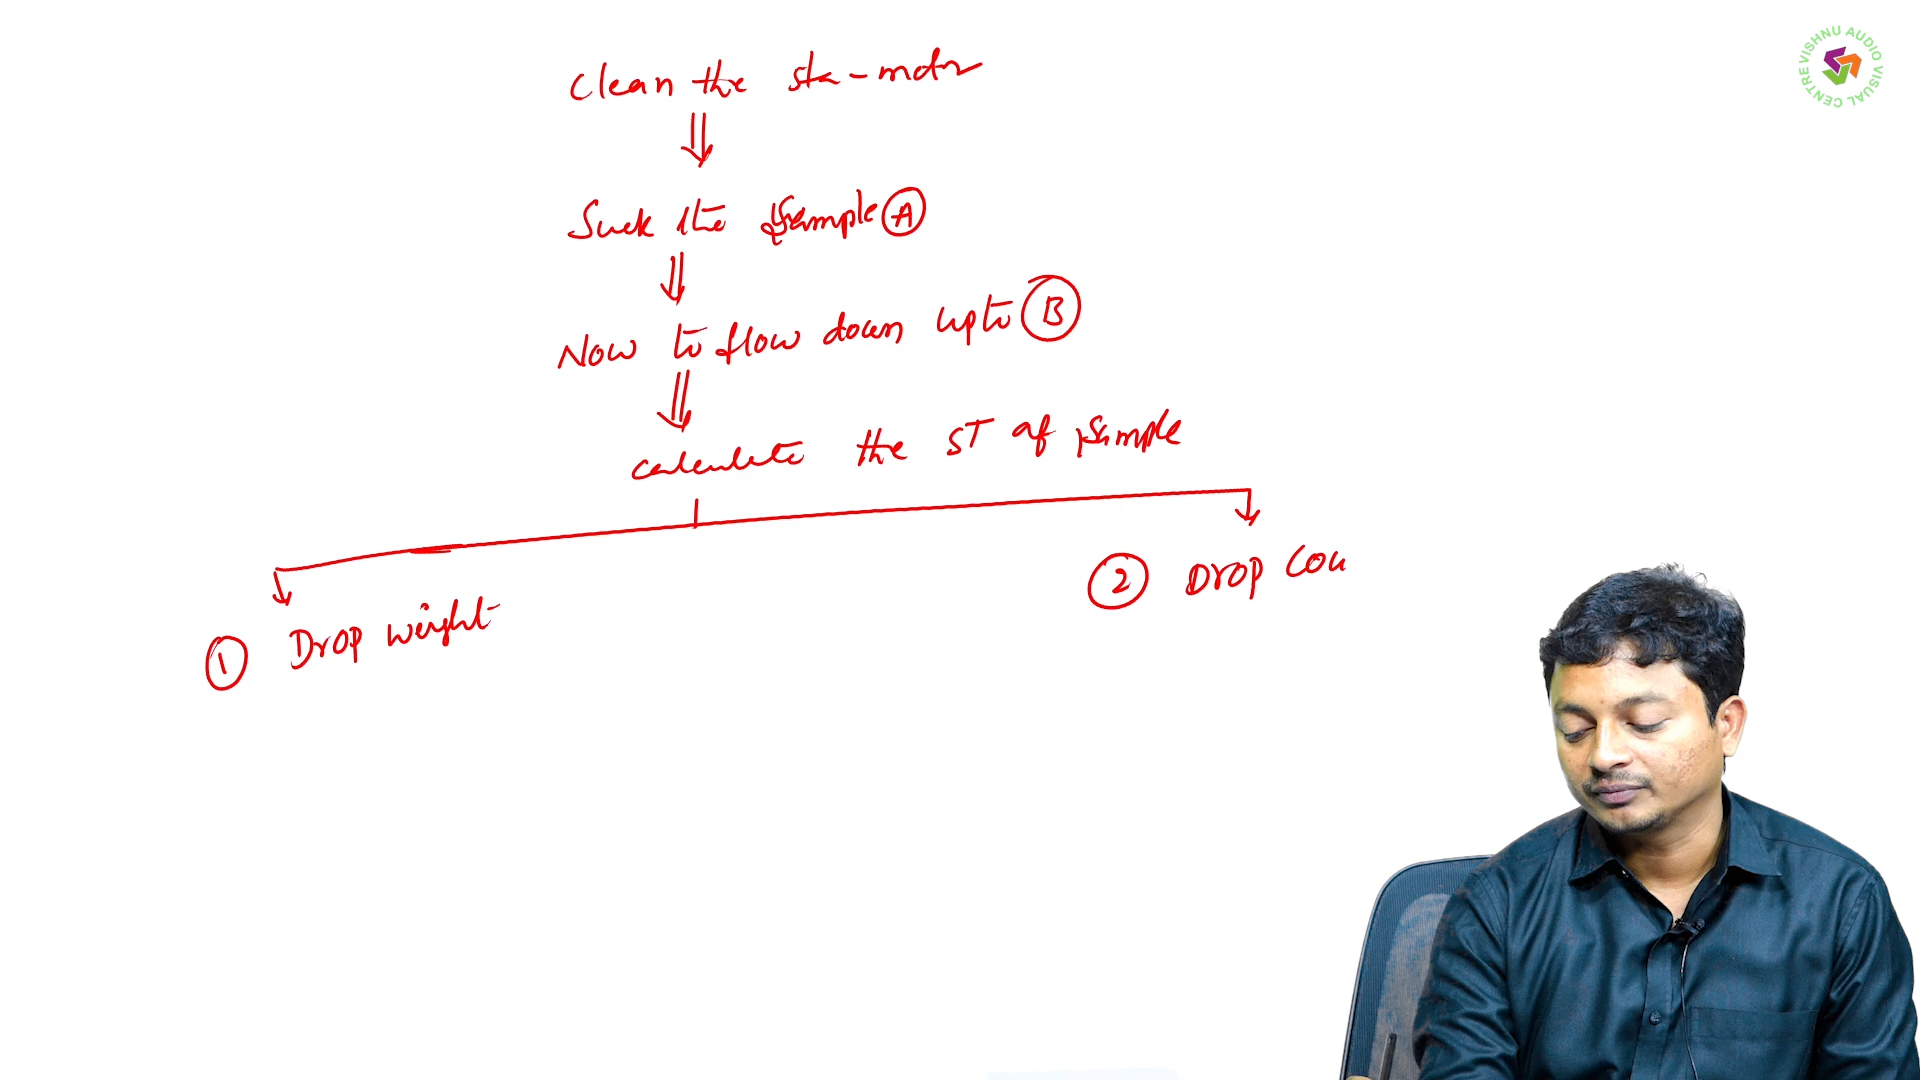 Clean the sta-motr
Suck the sample A
Now to flow down upto B
calculate the ST of sample
1 Drop weight
2 Drop cou
VISHNU AUDIO VISUAL CENTRE